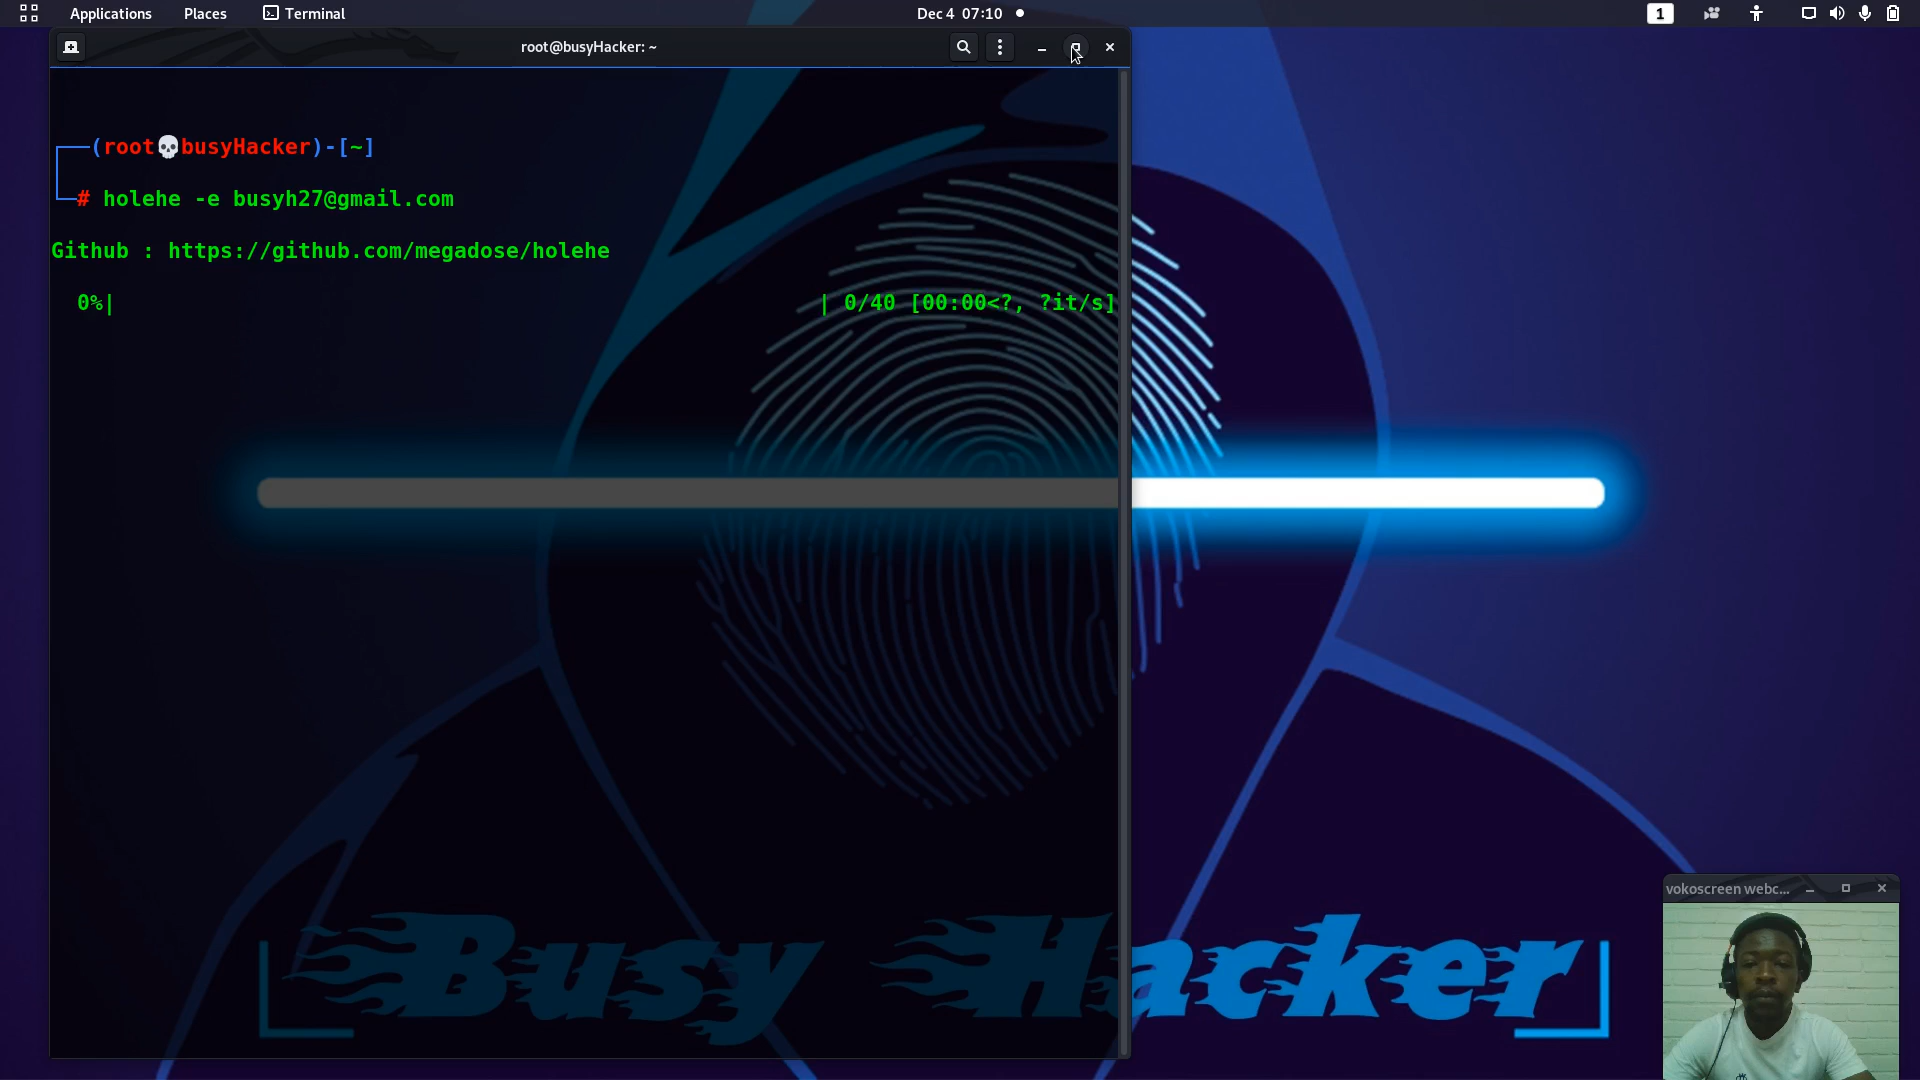 Applications Places Terminal Dec 4 07:10 1
root@busyHacker: ~
(root💀busyHacker)-[~]
# holehe -e busyh27@gmail.com
Github : https://github.com/megadose/holehe
0%| | 0/40 [00:00<?, ?it/s]
vokoscreen webc...
Busy Hacker